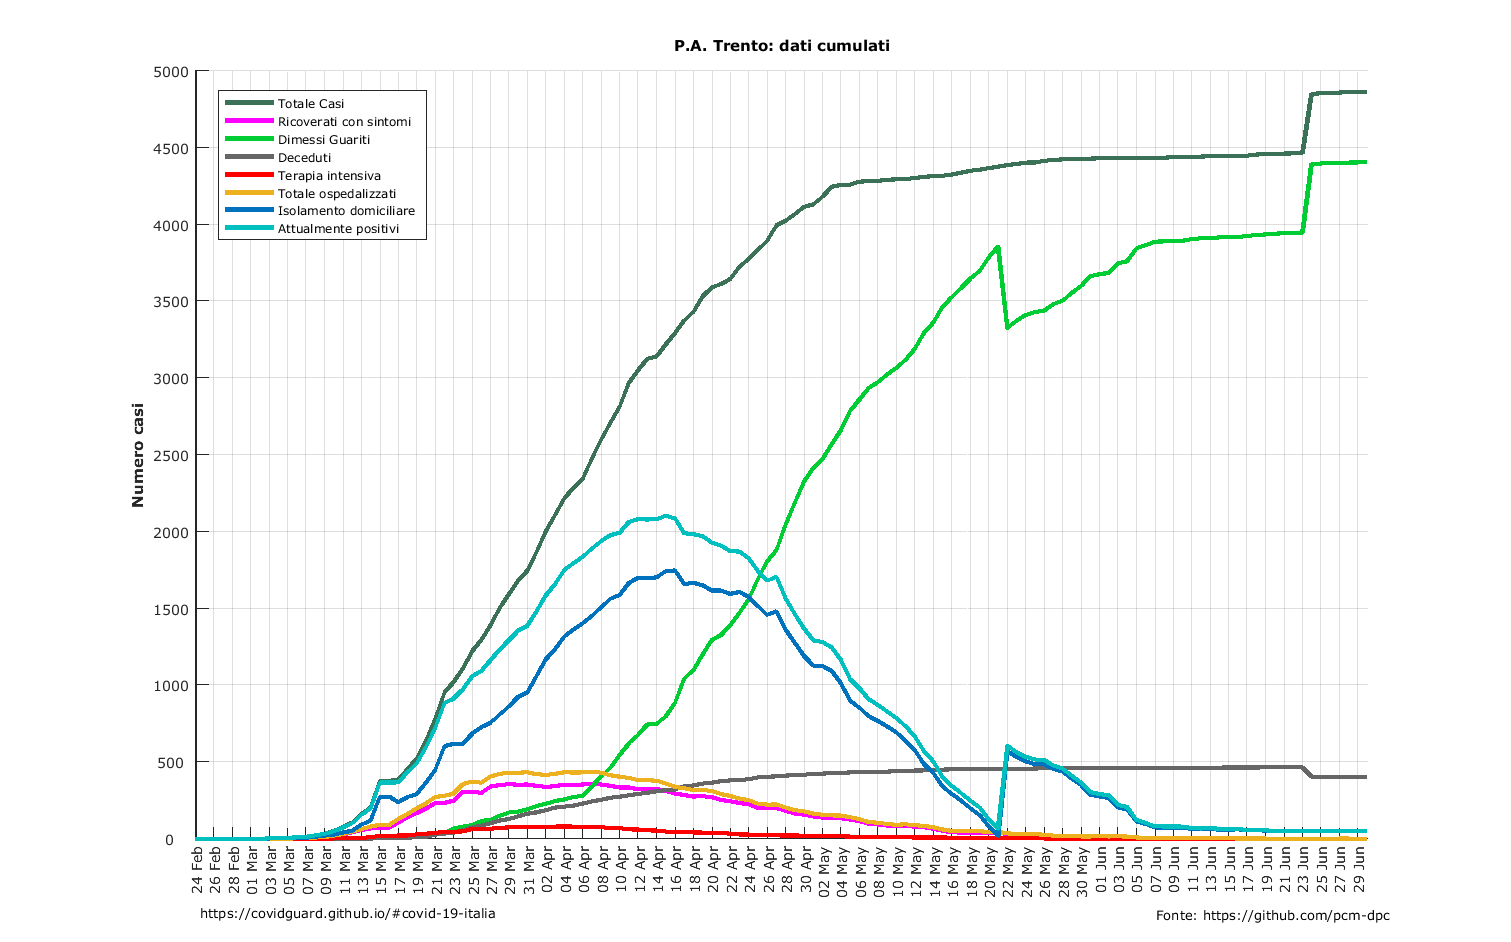 P.A. Trento: dati cumulati
Numero casi
5000
4500
4000
3500
3000
2500
2000
1500
1000
500
0
Totale Casi
Ricoverati con sintomi
Dimessi Guariti
Deceduti
Terapia intensiva
Totale ospedalizzati
Isolamento domiciliare
Attualmente positivi
24 Feb
26 Feb
28 Feb
01 Mar
03 Mar
05 Mar
07 Mar
09 Mar
11 Mar
13 Mar
15 Mar
17 Mar
19 Mar
21 Mar
23 Mar
25 Mar
27 Mar
29 Mar
31 Mar
02 Apr
04 Apr
06 Apr
08 Apr
10 Apr
12 Apr
14 Apr
16 Apr
18 Apr
20 Apr
22 Apr
24 Apr
26 Apr
28 Apr
30 Apr
02 May
04 May
06 May
08 May
10 May
12 May
14 May
16 May
18 May
20 May
22 May
24 May
26 May
28 May
30 May
01 Jun
03 Jun
05 Jun
07 Jun
09 Jun
11 Jun
13 Jun
15 Jun
17 Jun
19 Jun
21 Jun
23 Jun
25 Jun
27 Jun
29 Jun
https://covidguard.github.io/#covid-19-italia
Fonte: https://github.com/pcm-dpc